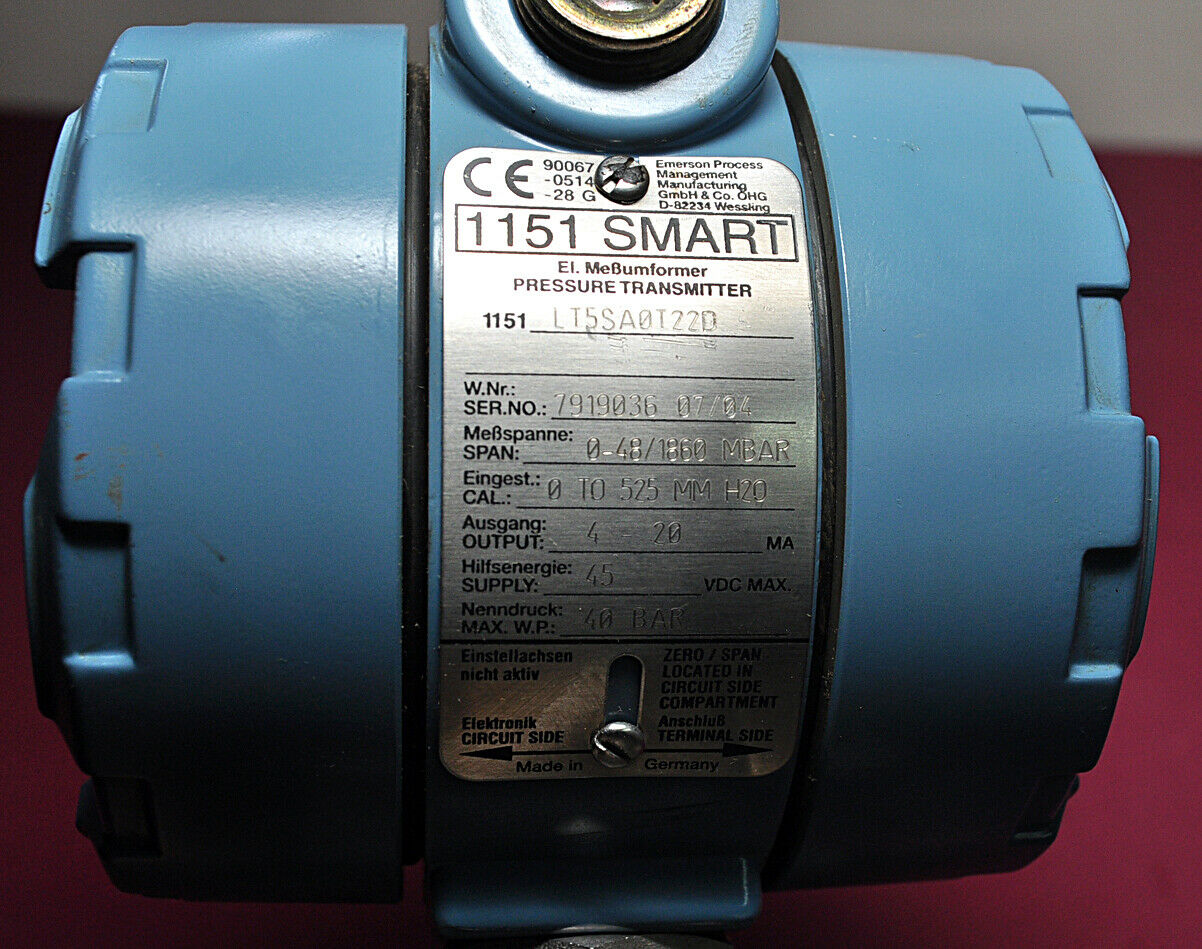 CE
90067
-0514
-28 G
Emerson Process
Management
Manufacturing
GmbH & Co. OHG
D-82234 Wessling
1151 SMART
El. Meßumformer
PRESSURE TRANSMITTER
1151 LT5SA0T22D
W.Nr.:
SER.NO.: 7919036 07/04
Meßspanne:
SPAN: 0-48/1860 MBAR
Eingest.:
CAL.: 0 TO 525 MM H2O
Ausgang:
OUTPUT: 4 - 20 MA
Hilfsenergie:
SUPPLY: 45 VDC MAX.
Nenndruck:
MAX. W.P.: 40 BAR
Einstellachsen
nicht aktiv
ZERO / SPAN
LOCATED IN
CIRCUIT SIDE
COMPARTMENT
Elektronik
CIRCUIT SIDE
Anschluß
TERMINAL SIDE
Made in Germany